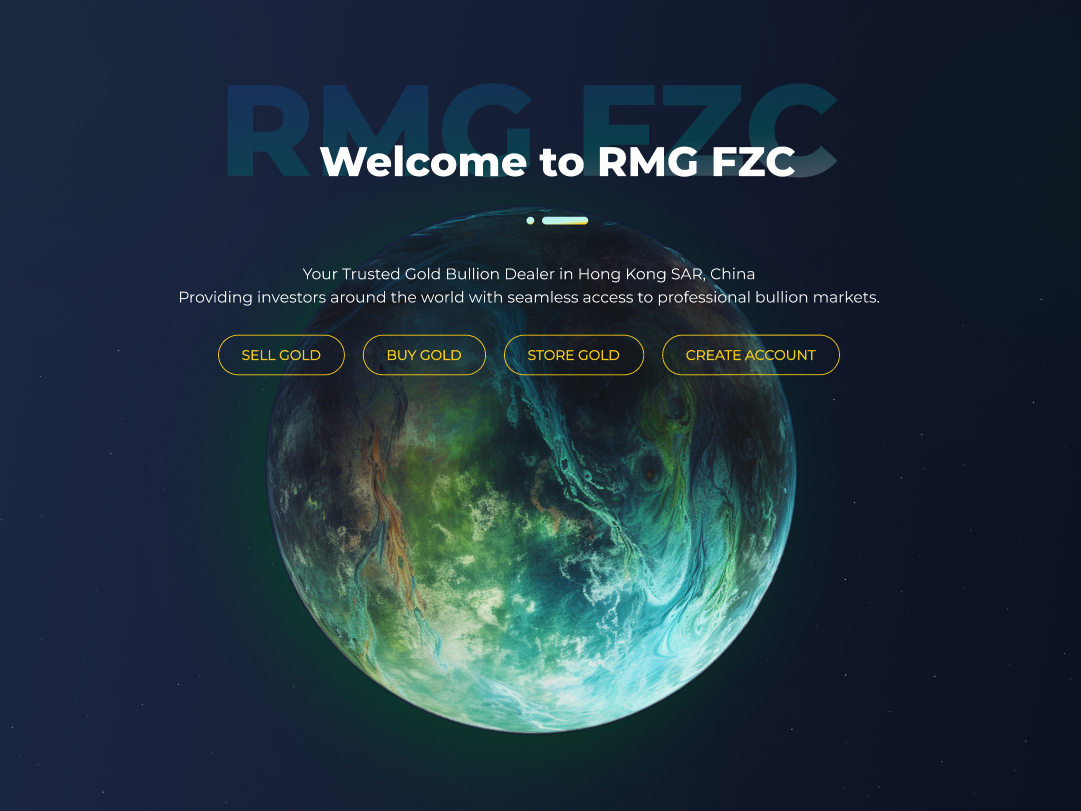 RMG FZC
Welcome to RMG FZC
Your Trusted Gold Bullion Dealer in Hong Kong SAR, China
Providing investors around the world with seamless access to professional bullion markets.
SELL GOLD BUY GOLD STORE GOLD CREATE ACCOUNT